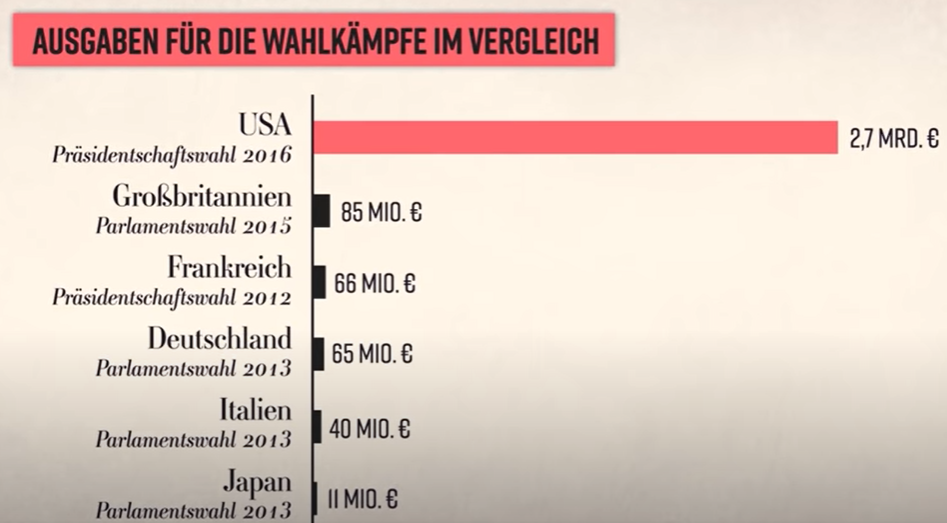 AUSGABEN FÜR DIE WAHLKÄMPFE IM VERGLEICH
USA
Präsidentschaftswahl 2016
2,7 MRD. €
Großbritannien
Parlamentswahl 2015
85 MIO. €
Frankreich
Präsidentschaftswahl 2012
66 MIO. €
Deutschland
Parlamentswahl 2013
65 MIO. €
Italien
Parlamentswahl 2013
40 MIO. €
Japan
Parlamentswahl 2013
11 MIO. €